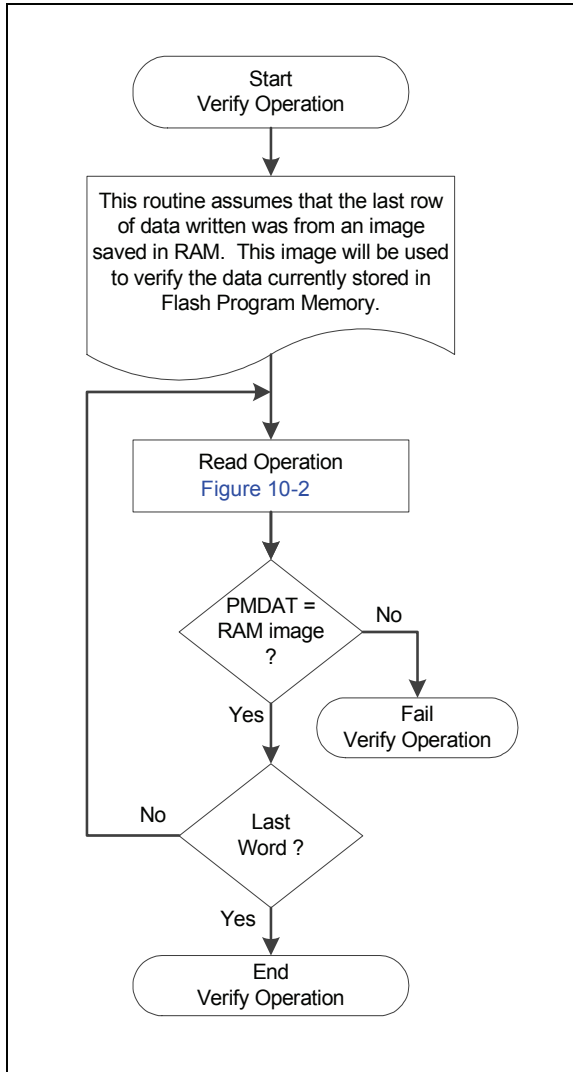 Start
Verify Operation
This routine assumes that the last row
of data written was from an image
saved in RAM. This image will be used
to verify the data currently stored in
Flash Program Memory.
Read Operation
Figure 10-2
PMDAT =
RAM image
?
No
Yes
Fail
Verify Operation
No
Last
Word ?
Yes
End
Verify Operation